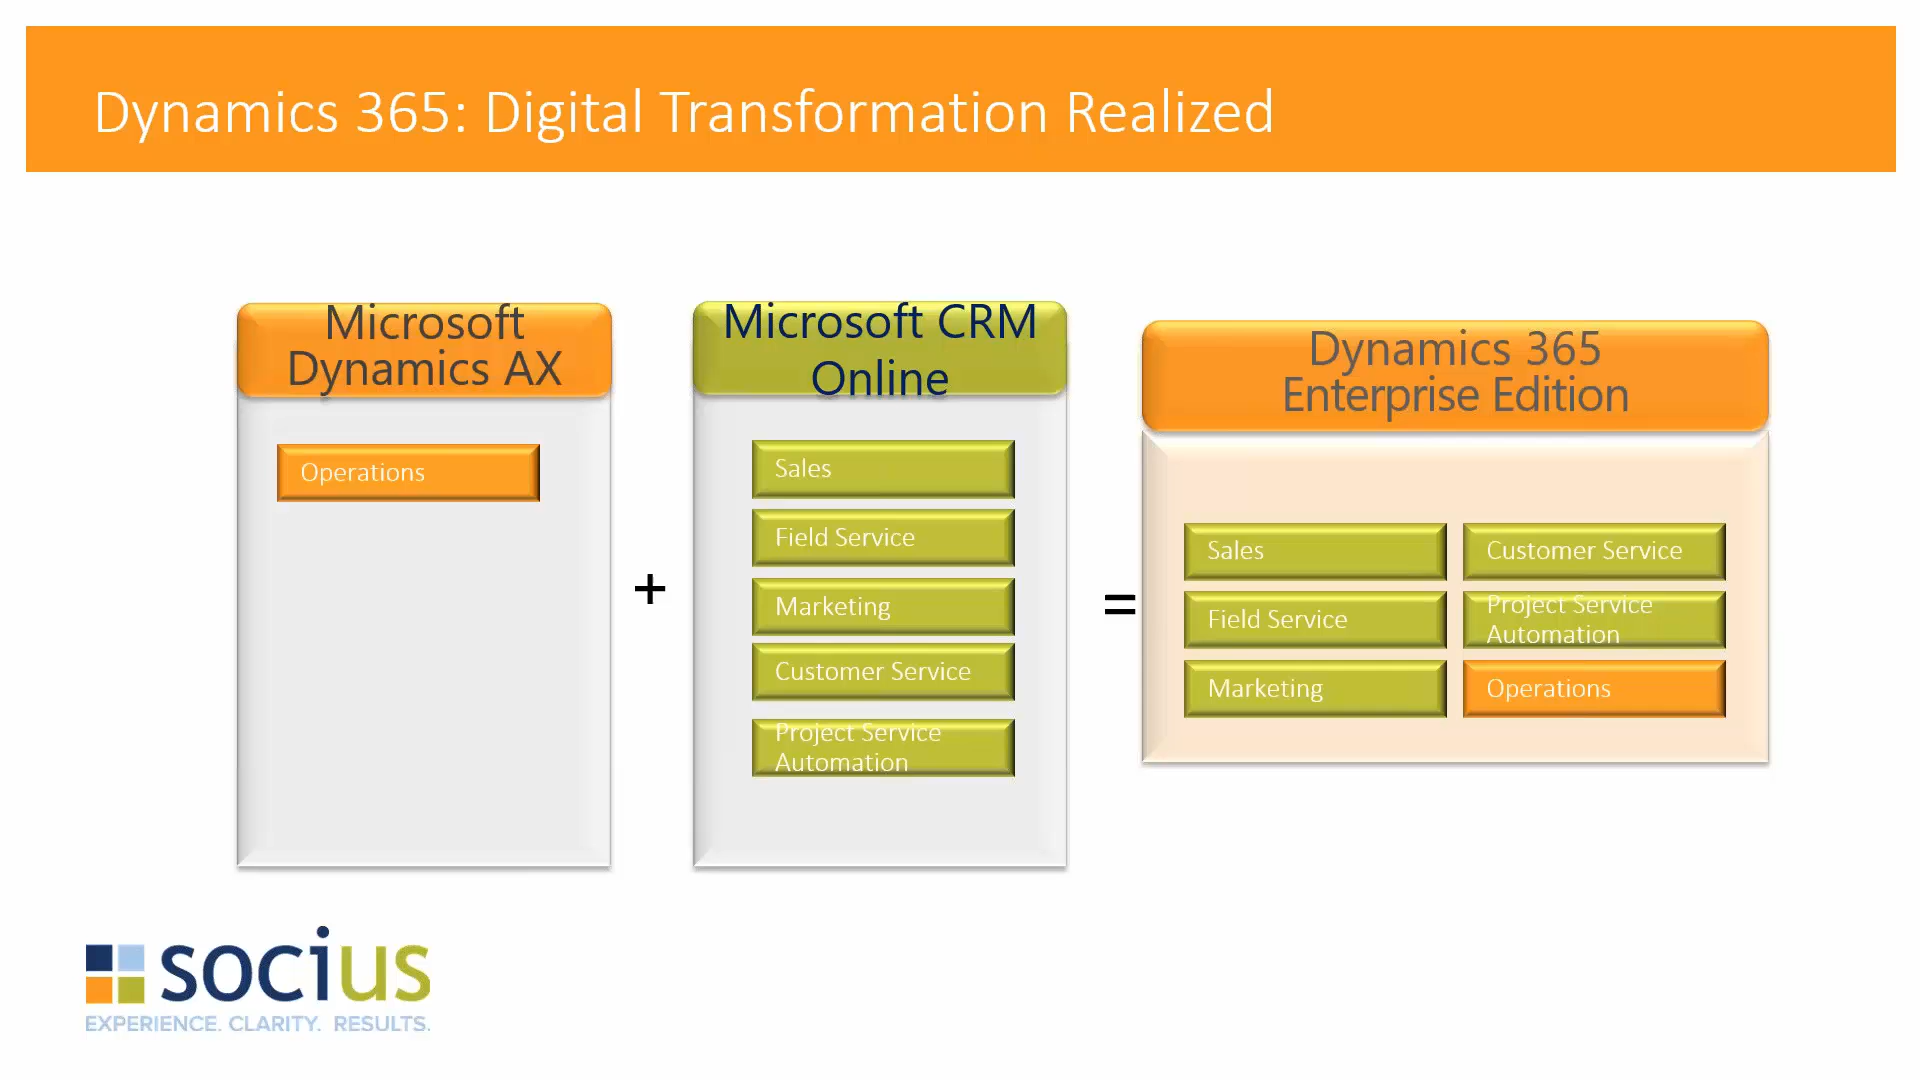 Dynamics 365: Digital Transformation Realized
Microsoft
Dynamics AX
Operations
+
Microsoft CRM
Online
Sales
Field Service
Marketing
Customer Service
Project Service
Automation
=
Dynamics 365
Enterprise Edition
Sales
Customer Service
Field Service
Project Service
Automation
Marketing
Operations
socius
EXPERIENCE. CLARITY. RESULTS.